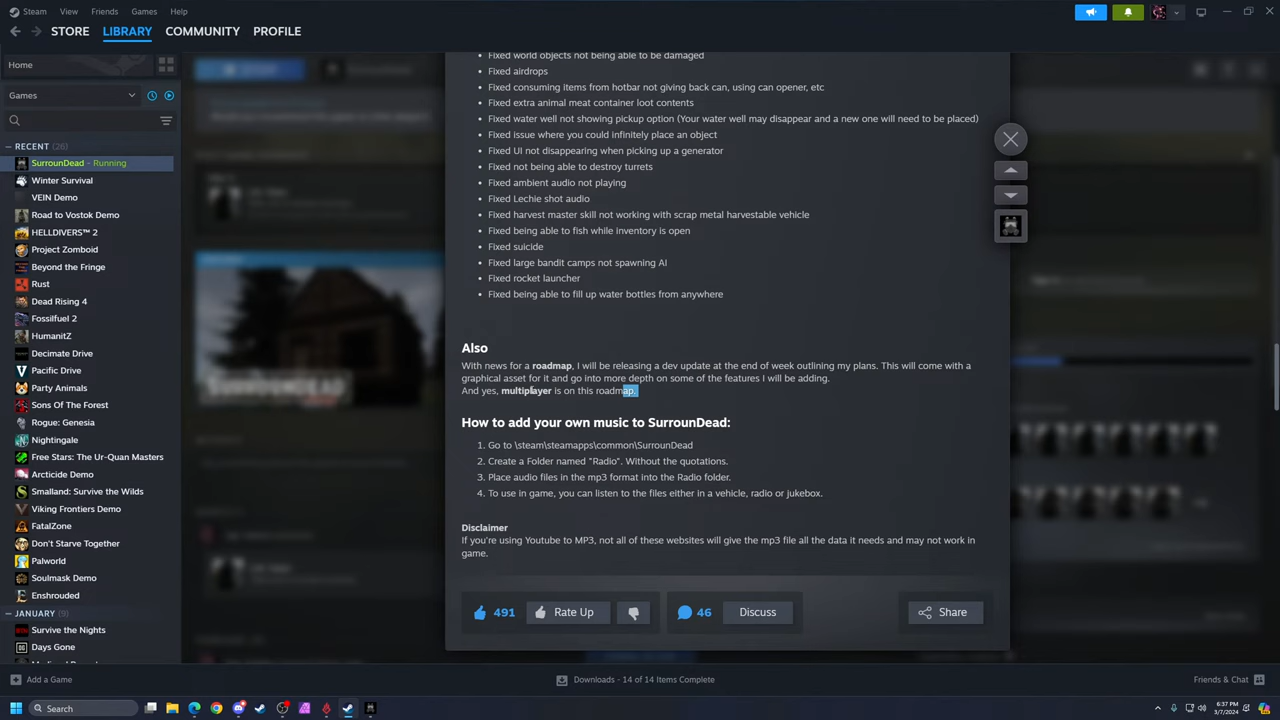 Steam View Friends Games Help
STORE LIBRARY COMMUNITY PROFILE
Home
Games
RECENT (26)
SurrounDead - Running
Winter Survival
VEIN Demo
Road to Vostok Demo
HELLDIVERS™ 2
Project Zomboid
Beyond the Fringe
Rust
Dead Rising 4
Fossilfuel 2
HumanitZ
Decimate Drive
Pacific Drive
Party Animals
Sons Of The Forest
Rogue: Genesia
Nightingale
Free Stars: The Ur-Quan Masters
Arcticide Demo
Smalland: Survive the Wilds
Viking Frontiers Demo
FatalZone
Don't Starve Together
Palworld
Soulmask Demo
Enshrouded
JANUARY (9)
Survive the Nights
Days Gone
Add a Game
• Fixed world objects not being able to be damaged
• Fixed airdrops
• Fixed consuming items from hotbar not giving back can, using can opener, etc
• Fixed extra animal meat container loot contents
• Fixed water well not showing pickup option (Your water well may disappear and a new one will need to be placed)
• Fixed issue where you could infinitely place an object
• Fixed UI not disappearing when picking up a generator
• Fixed not being able to destroy turrets
• Fixed ambient audio not playing
• Fixed Lechie shot audio
• Fixed harvest master skill not working with scrap metal harvestable vehicle
• Fixed being able to fish while inventory is open
• Fixed suicide
• Fixed large bandit camps not spawning AI
• Fixed rocket launcher
• Fixed being able to fill up water bottles from anywhere
Also
With news for a roadmap, I will be releasing a dev update at the end of week outlining my plans. This will come with a
graphical asset for it and go into more depth on some of the features I will be adding.
And yes, multiplayer is on this roadmap.
How to add your own music to SurrounDead:
1. Go to \steam\steamapps\common\SurrounDead
2. Create a Folder named "Radio". Without the quotations.
3. Place audio files in the mp3 format into the Radio folder.
4. To use in game, you can listen to the files either in a vehicle, radio or jukebox.
Disclaimer
If you're using Youtube to MP3, not all of these websites will give the mp3 file all the data it needs and may not work in
game.
491 Rate Up 46 Discuss Share
Downloads - 14 of 14 Items Complete
Friends & Chat
Search
6:37 PM
3/7/2024
SURROUNDEAD